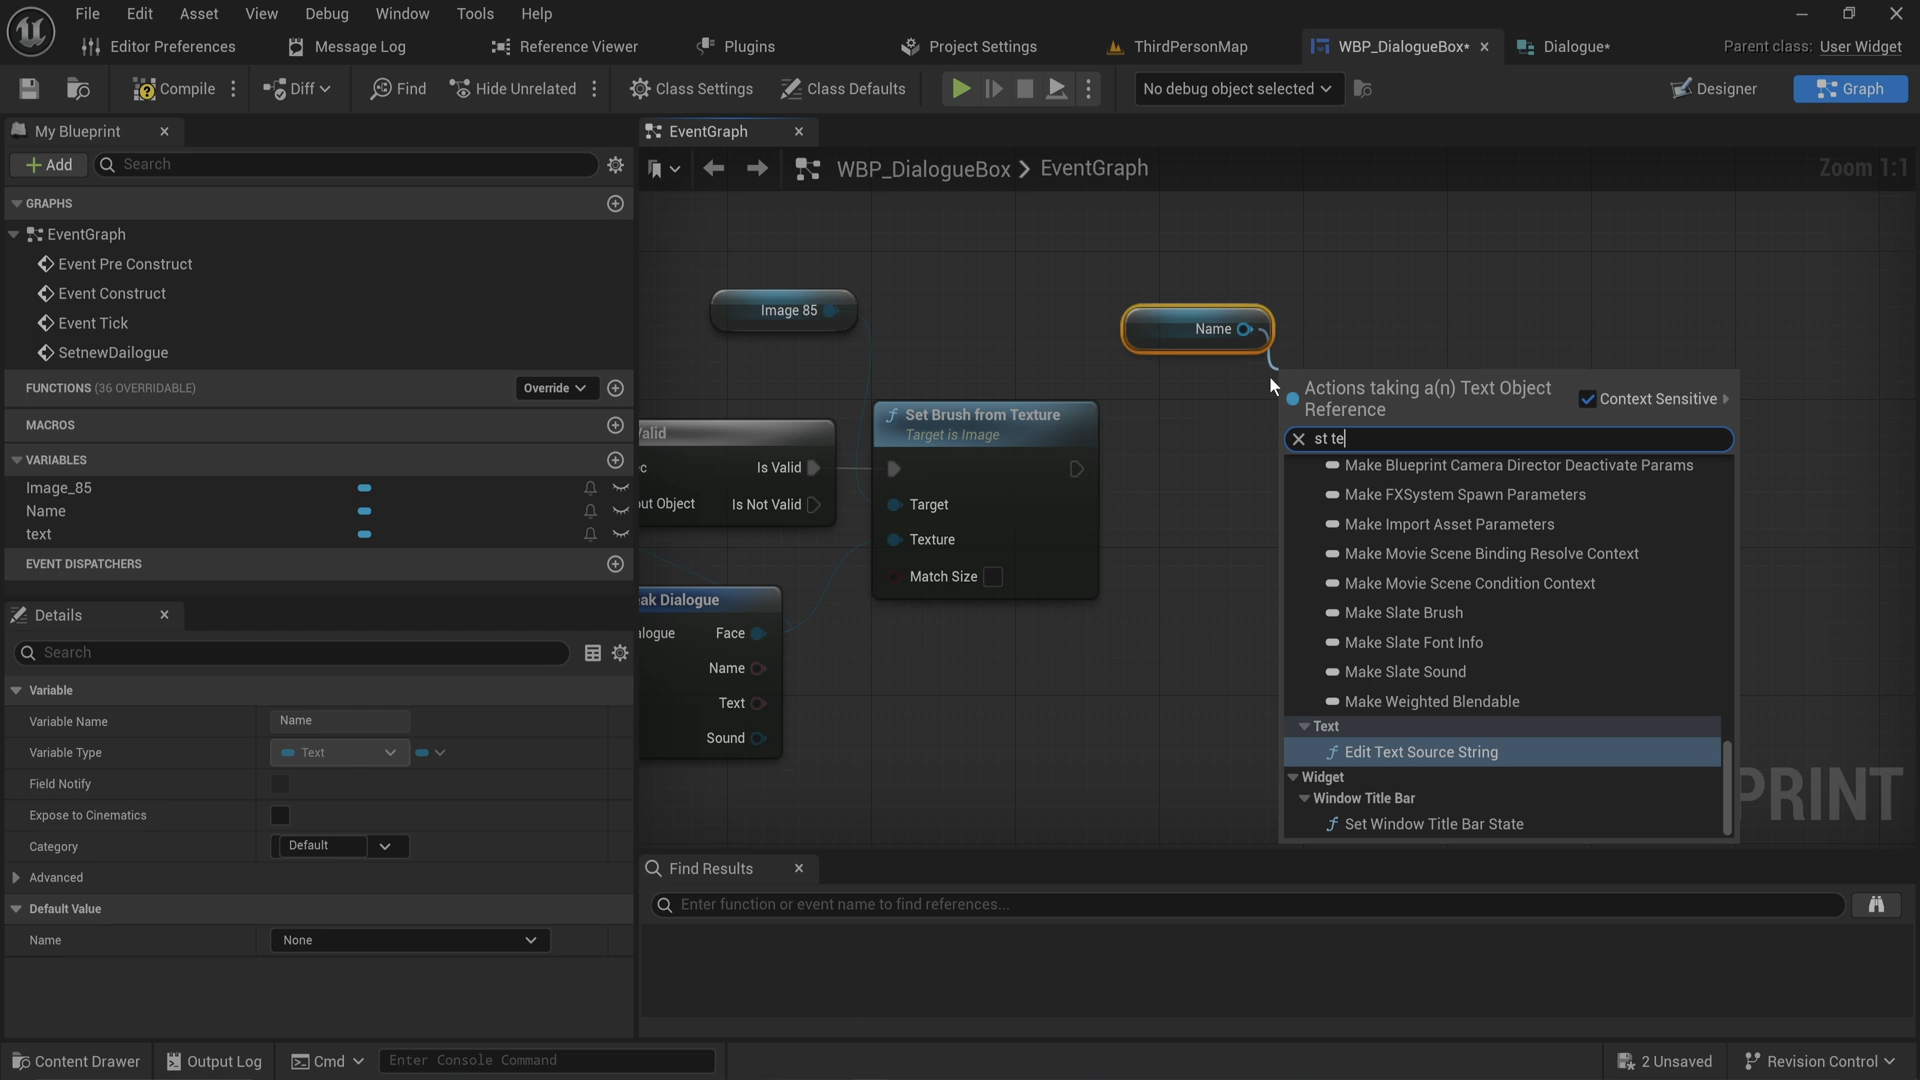 File Edit Asset View Debug Window Tools Help
Editor Preferences Message Log Reference Viewer Plugins Project Settings ThirdPersonMap WBP_DialogueBox* Dialogue* Parent class: User Widget
Compile Diff Find Hide Unrelated Class Settings Class Defaults No debug object selected Designer Graph
My Blueprint
Add Search
GRAPHS
EventGraph
Event Pre Construct
Event Construct
Event Tick
SetnewDailogue
FUNCTIONS (36 OVERRIDABLE) Override
MACROS
VARIABLES
Image_85
Name
text
EVENT DISPATCHERS
Details
Search
Variable
Variable Name Name
Variable Type Text
Field Notify
Expose to Cinematics
Category Default
Advanced
Default Value
Name None
EventGraph
WBP_DialogueBox > EventGraph
Zoom 1:1
Image 85
Name
alid
c Is Valid
ut Object Is Not Valid
Set Brush from Texture
Target is Image
Target
Texture
Match Size
eak Dialogue
alogue Face
Name
Text
Sound
Actions taking a(n) Text Object
Reference
Context Sensitive
st te
Make Blueprint Camera Director Deactivate Params
Make FXSystem Spawn Parameters
Make Import Asset Parameters
Make Movie Scene Binding Resolve Context
Make Movie Scene Condition Context
Make Slate Brush
Make Slate Font Info
Make Slate Sound
Make Weighted Blendable
Text
Edit Text Source String
Widget
Window Title Bar
Set Window Title Bar State
PRINT
Find Results
Enter function or event name to find references...
Content Drawer Output Log Cmd Enter Console Command 2 Unsaved Revision Control